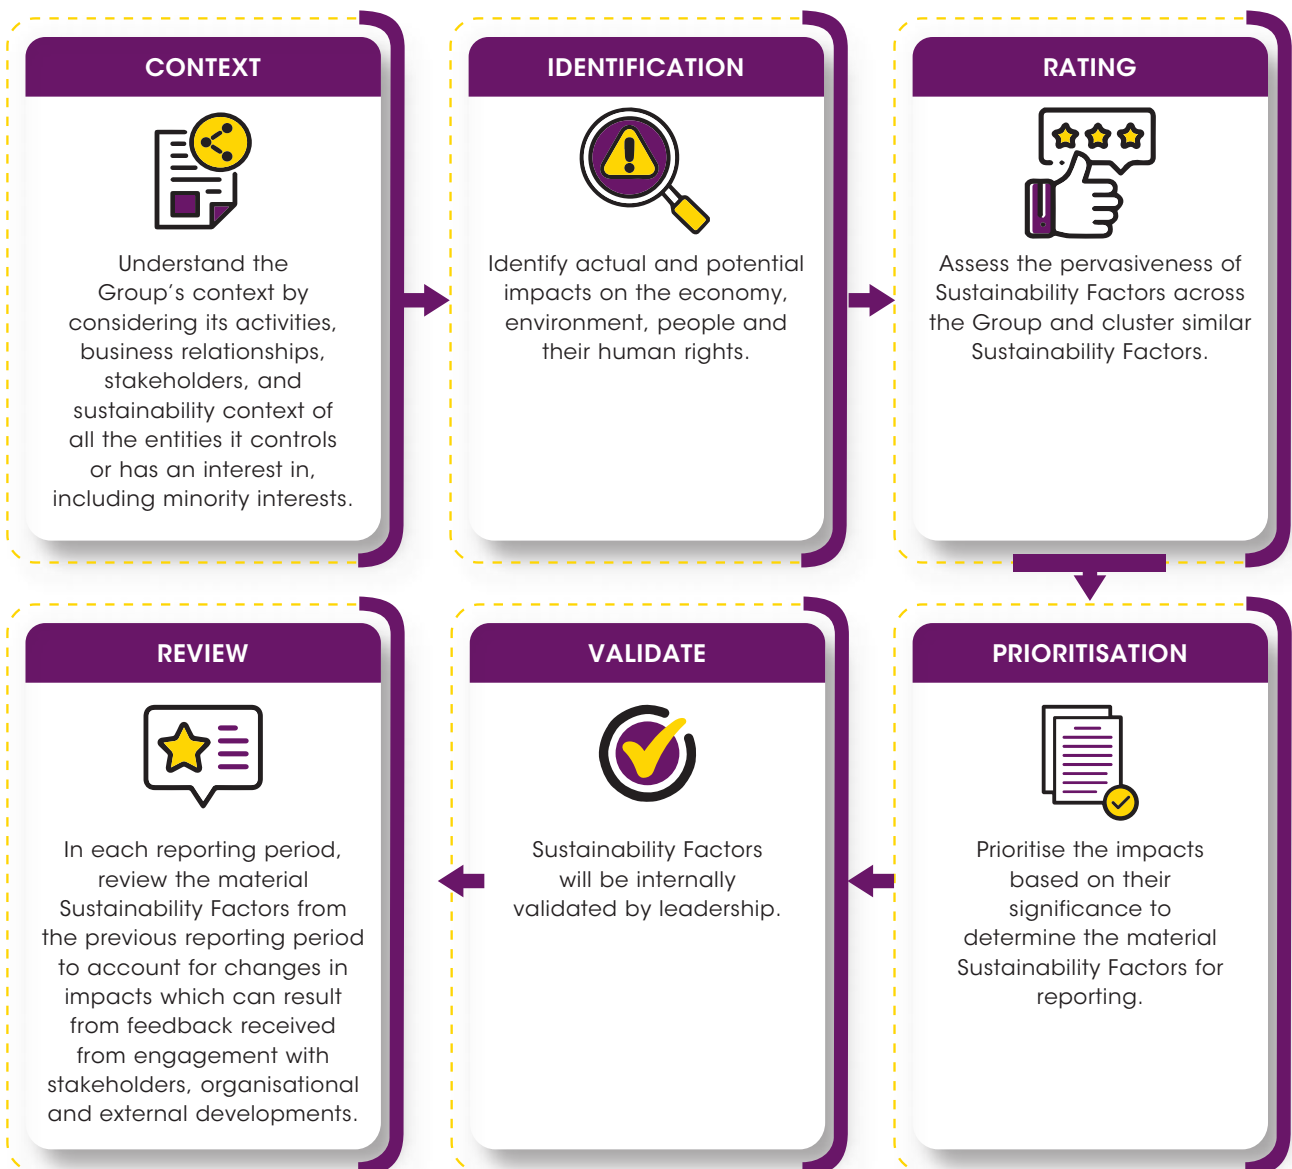 CONTEXT
Understand the
Group's context by
considering its activities,
business relationships,
stakeholders, and
sustainability context of
all the entities it controls
or has an interest in,
including minority interests.
IDENTIFICATION
Identify actual and potential
impacts on the economy,
environment, people and
their human rights.
RATING
Assess the pervasiveness of
Sustainability Factors across
the Group and cluster similar
Sustainability Factors.
PRIORITISATION
Prioritise the impacts
based on their
significance to
determine the material
Sustainability Factors for
reporting.
VALIDATE
Sustainability Factors
will be internally
validated by leadership.
REVIEW
In each reporting period,
review the material
Sustainability Factors from
the previous reporting period
to account for changes in
impacts which can result
from feedback received
from engagement with
stakeholders, organisational
and external developments.